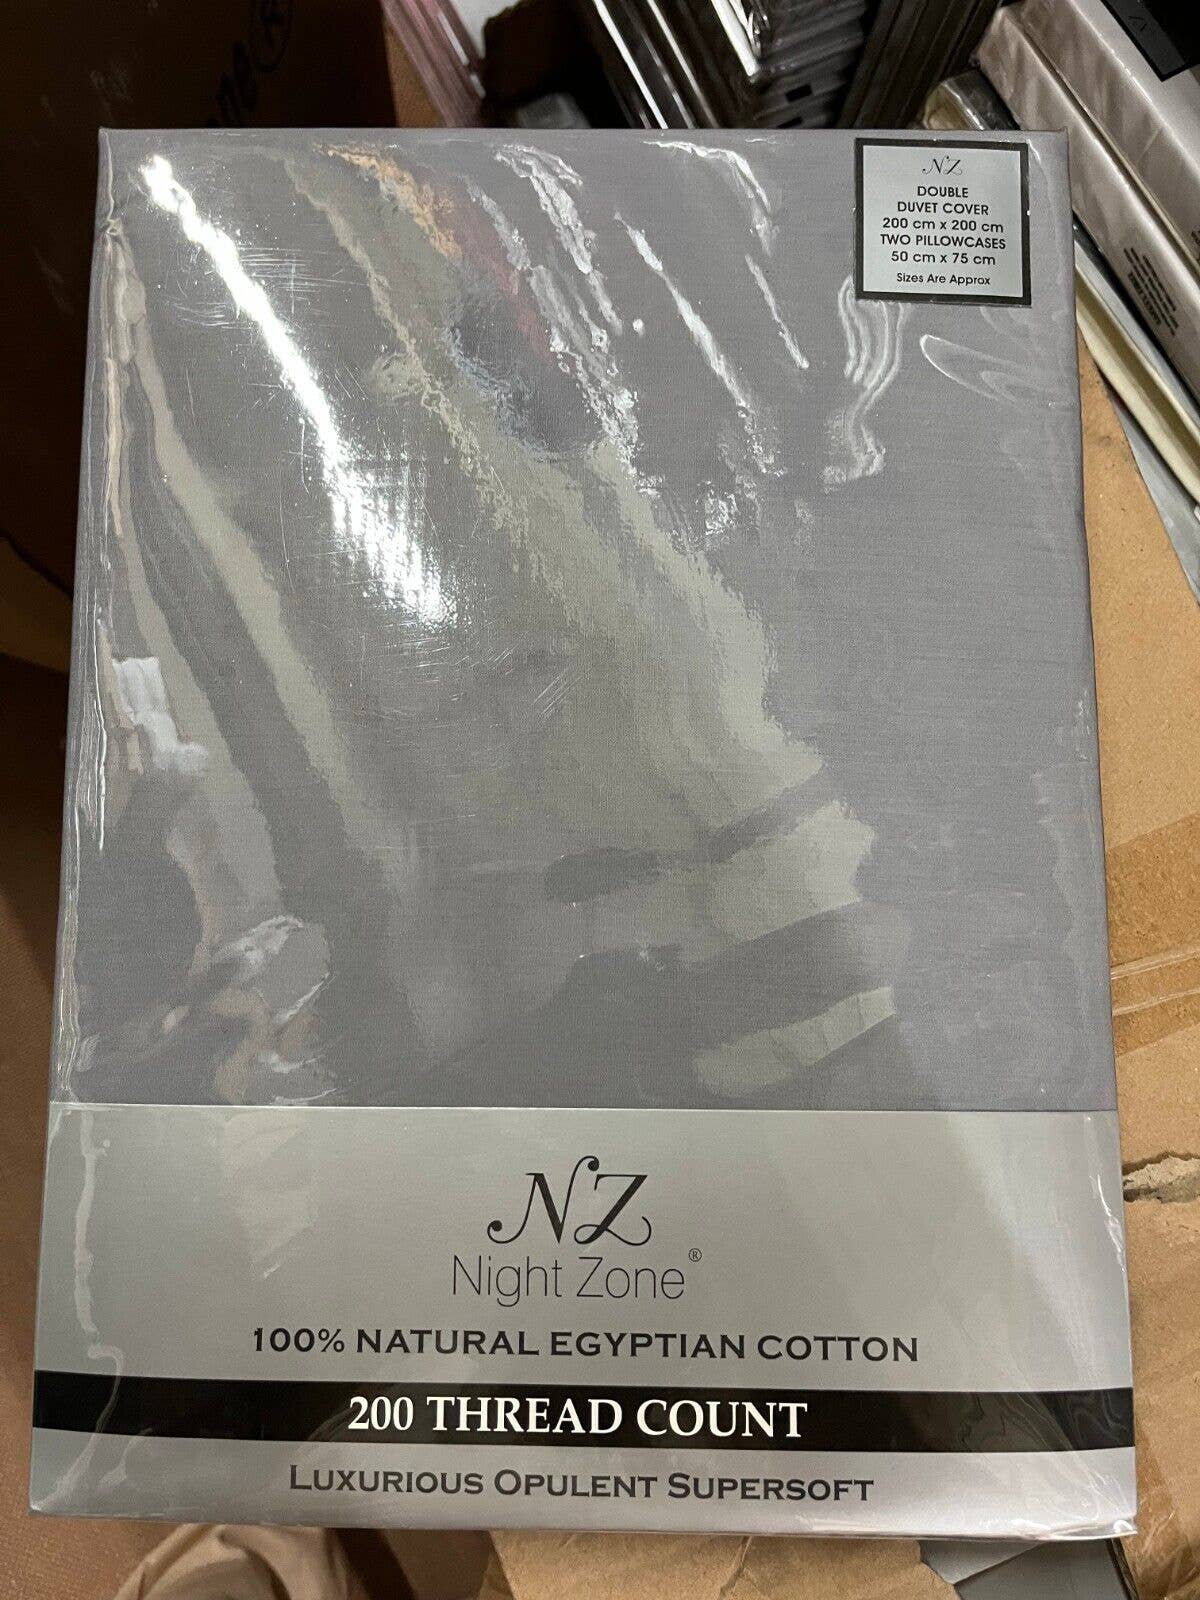 NZ
DOUBLE
DUVET COVER
200 cm x 200 cm
TWO PILLOWCASES
50 cm x 75 cm
Sizes Are Approx
NZ
Night Zone®
100% NATURAL EGYPTIAN COTTON
200 THREAD COUNT
LUXURIOUS OPULENT SUPERSOFT